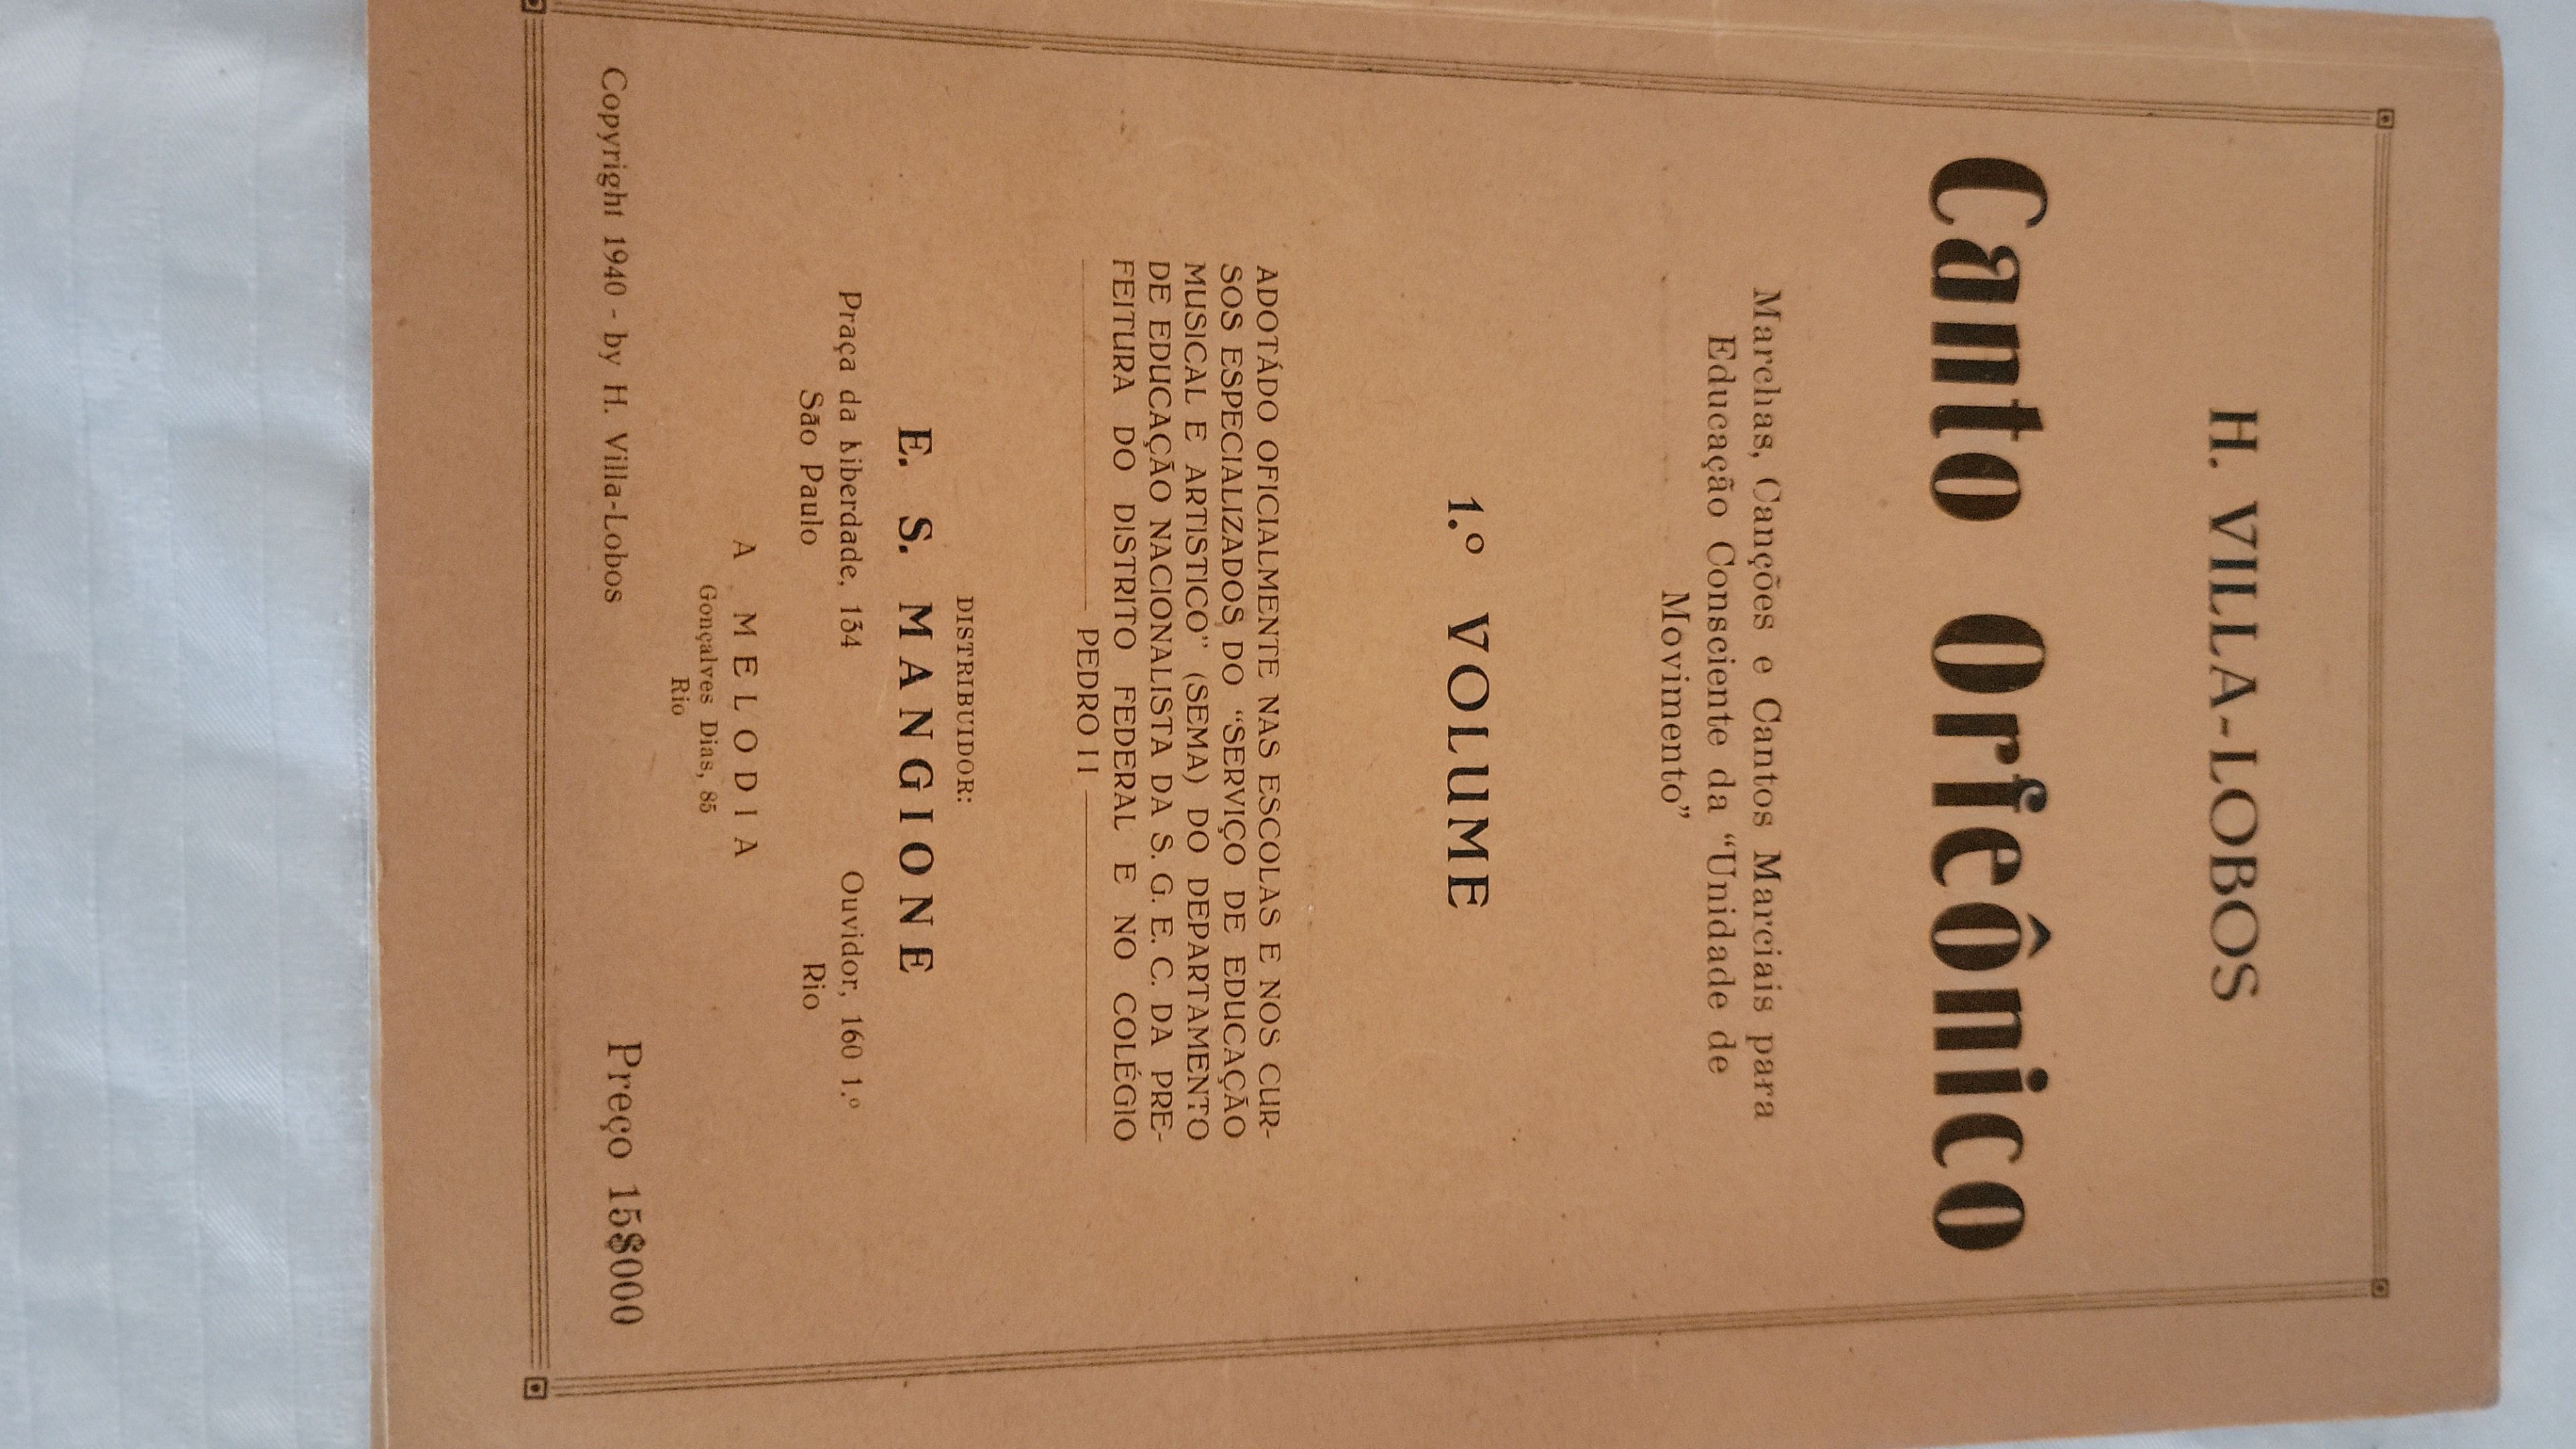 H. VILLA-LOBOS
Canto Orfeônico
Marchas, Canções e Cantos Marciais para
Educação Consciente da “Unidade de
Movimento”
1.º VOLUME
ADOTÁDO OFICIALMENTE NAS ESCOLAS E NOS CUR-
SOS ESPECIALIZADOS DO “SERVIÇO DE EDUCAÇÃO
MUSICAL E ARTISTICO” (SEMA) DO DEPARTAMENTO
DE EDUCAÇÃO NACIONALISTA DA S. G. E. C. DA PRE-
FEITURA DO DISTRITO FEDERAL E NO COLÉGIO
PEDRO II
DISTRIBUIDOR:
E. S. MANGIONE
Praça da Liberdade, 134 Ouvidor, 160 1.º
São Paulo Rio
A MELODIA
Gonçalves Dias, 85
Rio
Copyright 1940 - by H. Villa-Lobos Preço 15$000